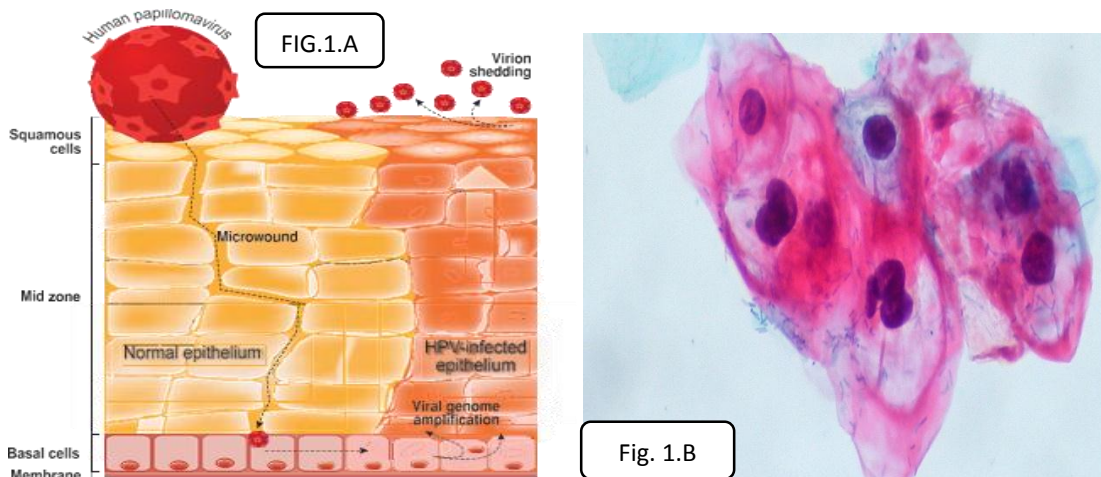 Human papillomavirus
FIG.1.A
Virion
shedding
Squamous
cells
Microwound
Mid zone
Normal epithelium
HPV-infected
epithelium
Viral genome
amplification
Basal cells
Membrane
Fig. 1.B